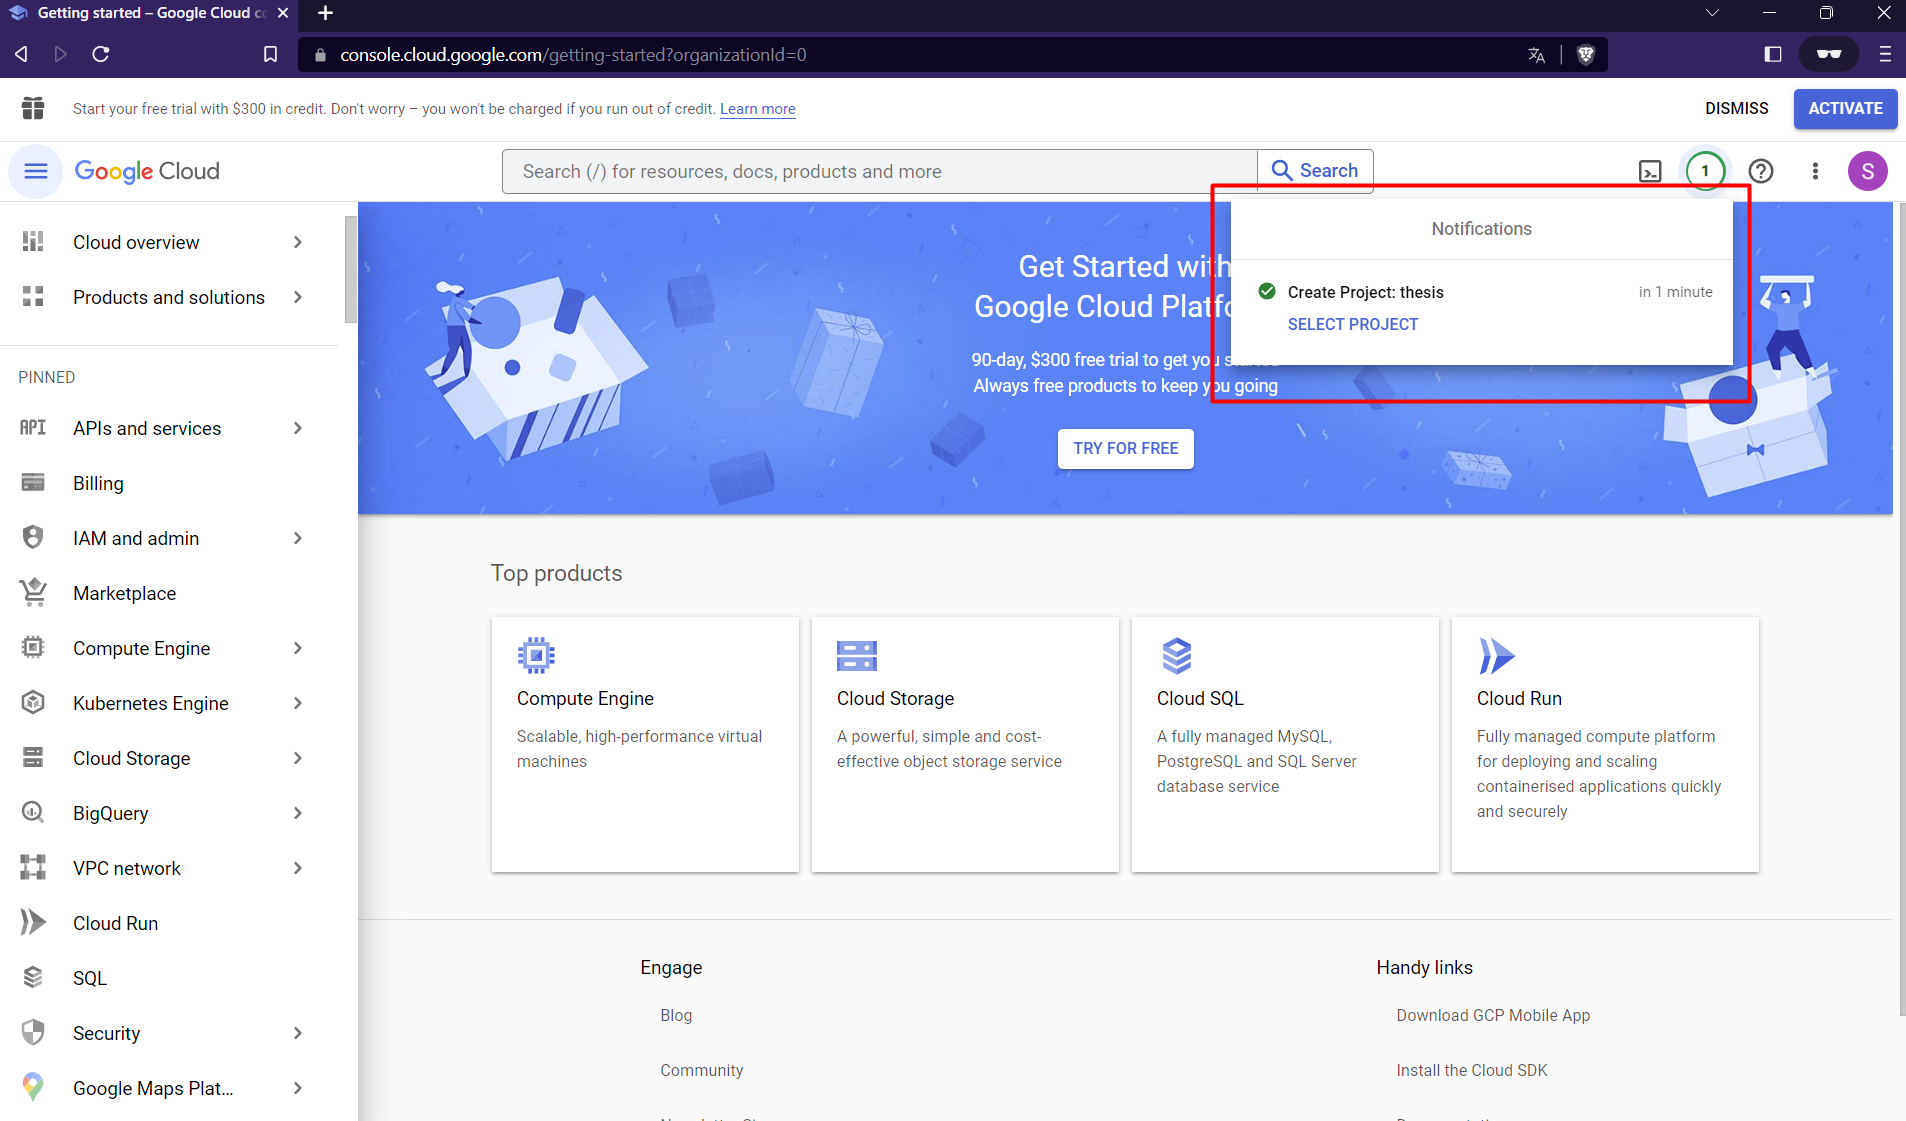 Getting started – Google Cloud co
console.cloud.google.com/getting-started?organizationId=0
Start your free trial with $300 in credit. Don't worry – you won't be charged if you run out of credit. Learn more
DISMISS
ACTIVATE
Google Cloud
Search (/) for resources, docs, products and more
Search
1
S
Cloud overview
Products and solutions
PINNED
API
APIs and services
Billing
IAM and admin
Marketplace
Compute Engine
Kubernetes Engine
Cloud Storage
BigQuery
VPC network
Cloud Run
SQL
Security
Google Maps Plat...
Get Started with
Google Cloud Platfo
90-day, $300 free trial to get you started
Always free products to keep you going
TRY FOR FREE
Notifications
Create Project: thesis
in 1 minute
SELECT PROJECT
Top products
Compute Engine
Scalable, high-performance virtual
machines
Cloud Storage
A powerful, simple and cost-
effective object storage service
Cloud SQL
A fully managed MySQL,
PostgreSQL and SQL Server
database service
Cloud Run
Fully managed compute platform
for deploying and scaling
containerised applications quickly
and securely
Engage
Blog
Community
Handy links
Download GCP Mobile App
Install the Cloud SDK